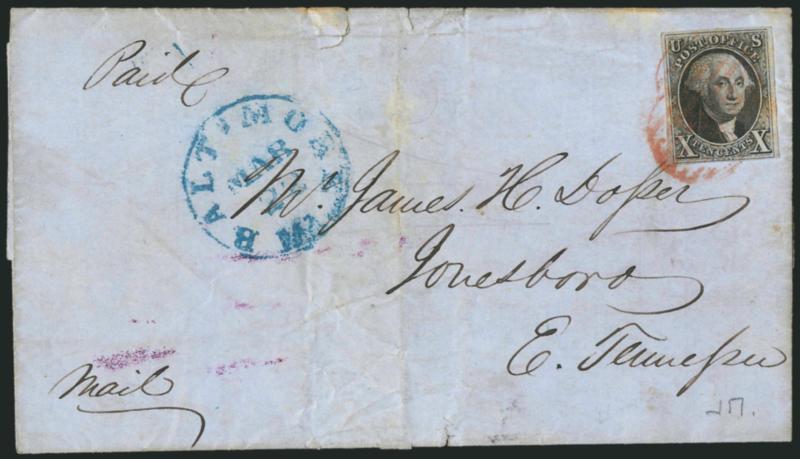 Paid
U S
POST OFFICE
X TEN CENTS X
BALTIMORE Md.
MAR
Mr. James. H. Dosser
Jonesboro
E. Tennessee
Mail